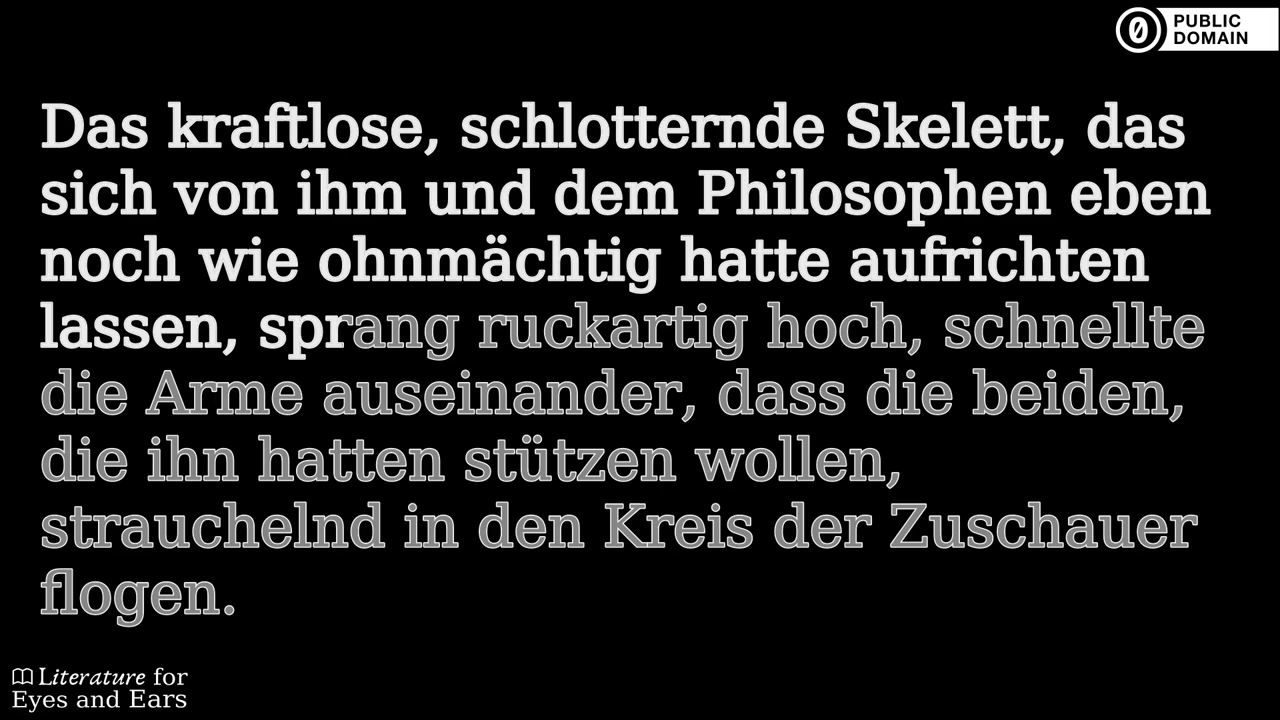 PUBLIC
DOMAIN
Das kraftlose, schlotternde Skelett, das
sich von ihm und dem Philosophen eben
noch wie ohnmächtig hatte aufrichten
lassen, sprang ruckartig hoch, schnellte
die Arme auseinander, dass die beiden,
die ihn hatten stützen wollen,
strauchelnd in den Kreis der Zuschauer
flogen.
Literature for
Eyes and Ears